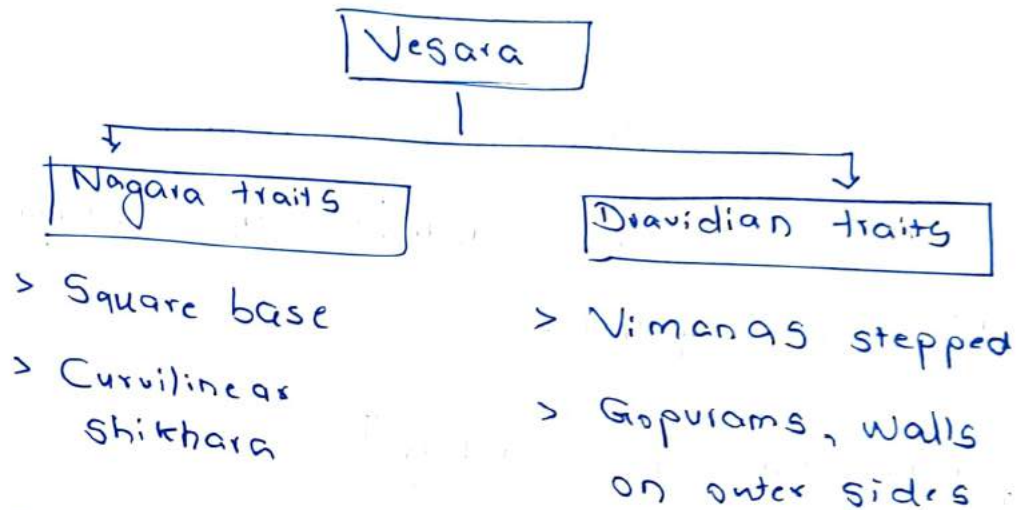 Vesara
Nagara traits
Dravidian traits
> Square base
> Curvilinear
shikhara
> Vimanas stepped
> Gopurams, walls
on outer sides